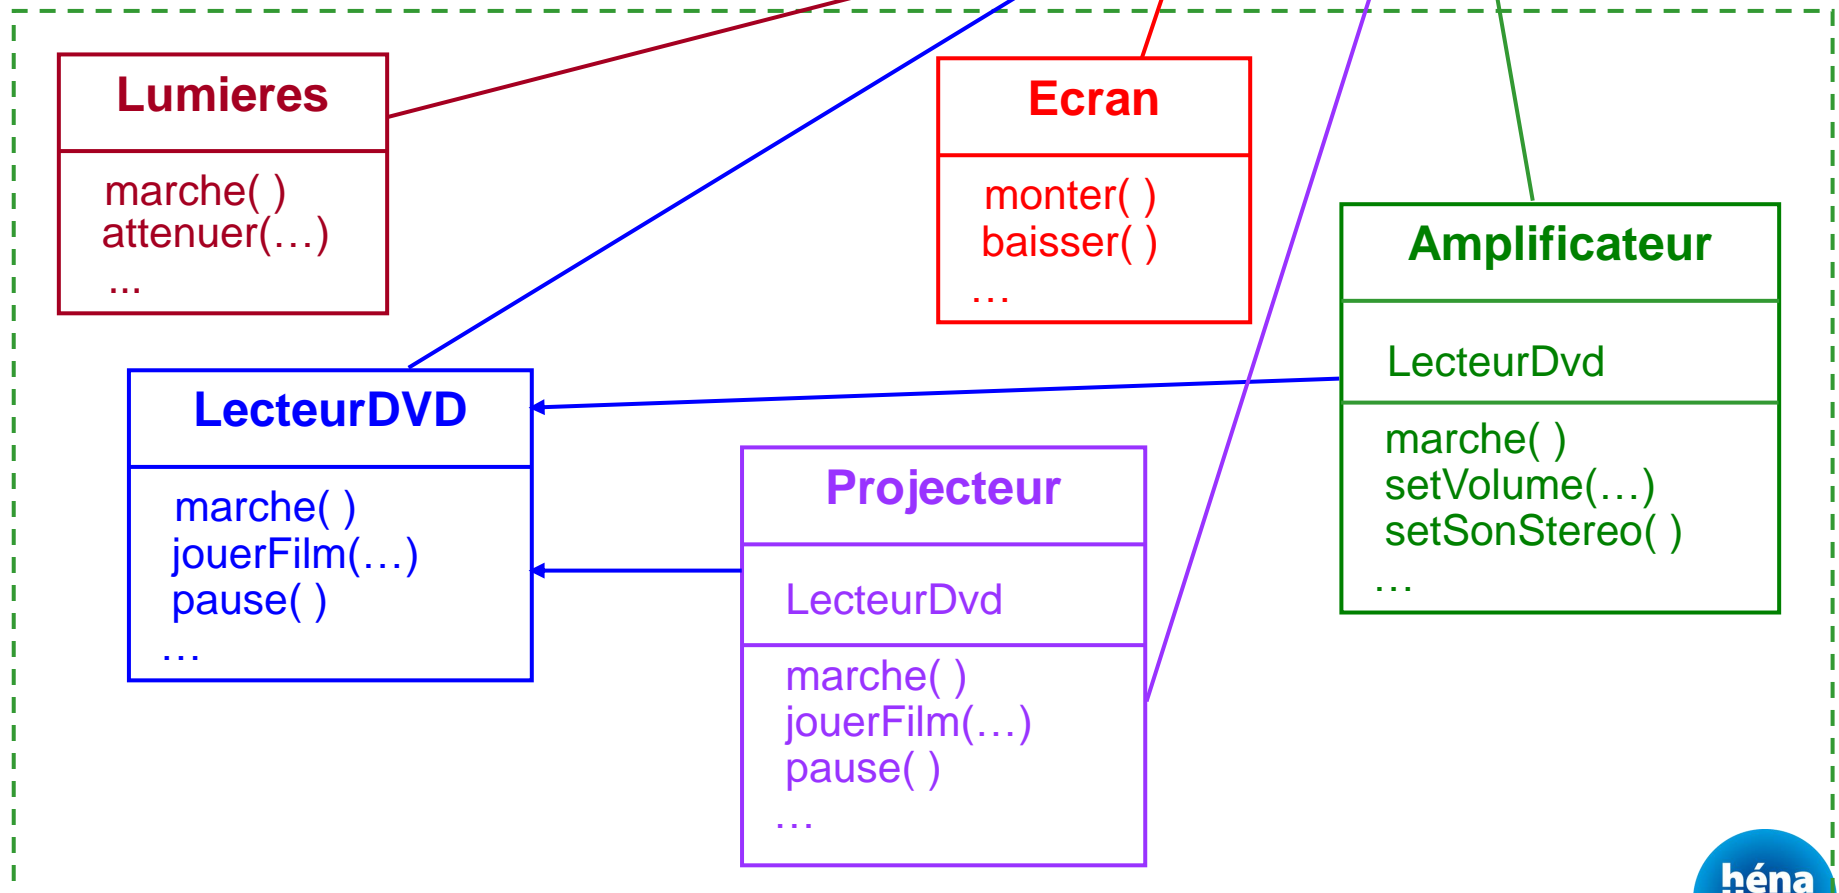 Lumieres
marche( )
attenuer(…)
...
Ecran
monter( )
baisser( )
…
Amplificateur
LecteurDvd
marche( )
setVolume(…)
setSonStereo( )
…
LecteurDVD
marche( )
jouerFilm(…)
pause( )
…
Projecteur
LecteurDvd
marche( )
jouerFilm(…)
pause( )
…
héna